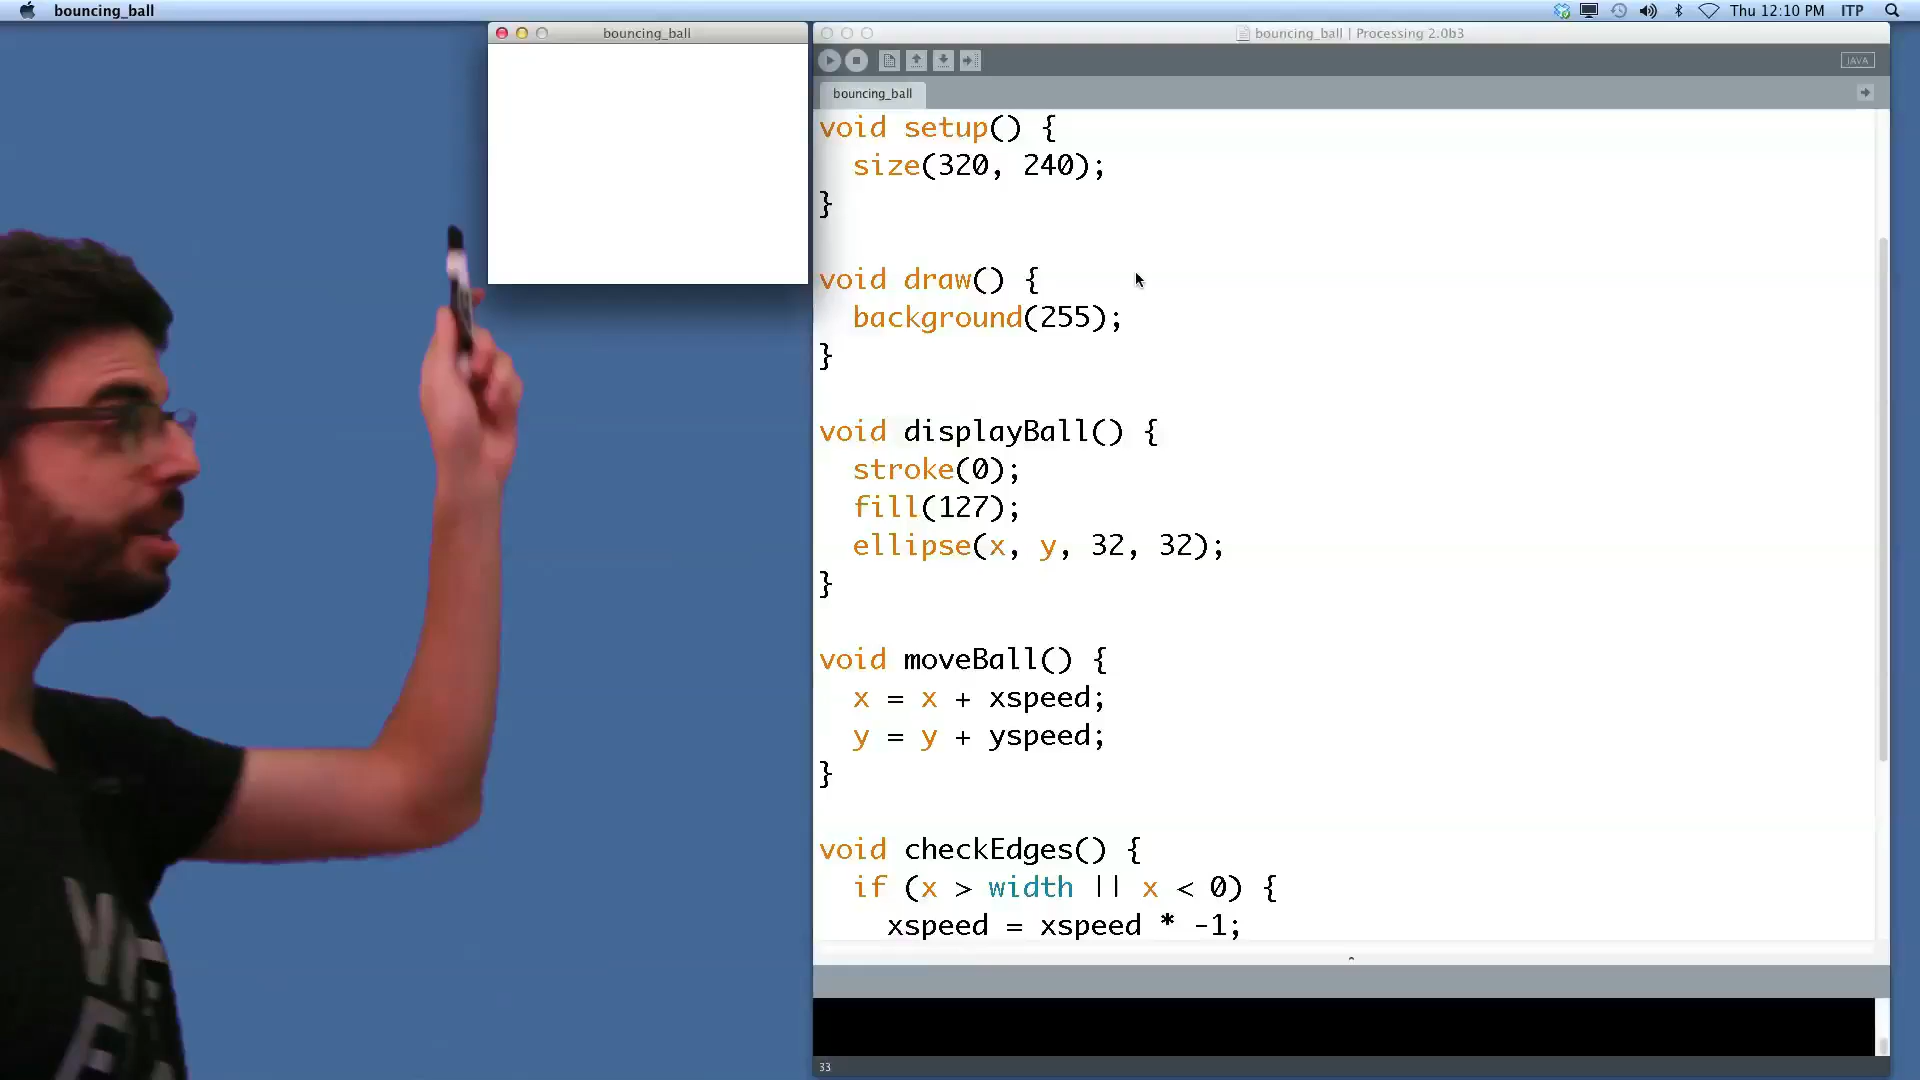 bouncing_ball
Thu 12:10 PM ITP
bouncing_ball
bouncing_ball | Processing 2.0b3
JAVA
bouncing_ball
void setup() {
size(320, 240);
}
void draw() {
background(255);
}
void displayBall() {
stroke(0);
fill(127);
ellipse(x, y, 32, 32);
}
void moveBall() {
x = x + xspeed;
y = y + yspeed;
}
void checkEdges() {
if (x > width || x < 0) {
xspeed = xspeed * -1;
33